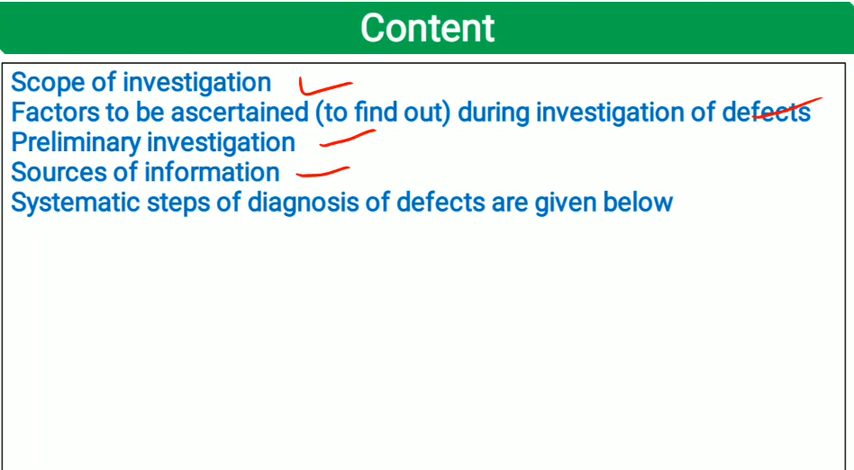 Content
Scope of investigation
Factors to be ascertained (to find out) during investigation of defects
Preliminary investigation
Sources of information
Systematic steps of diagnosis of defects are given below